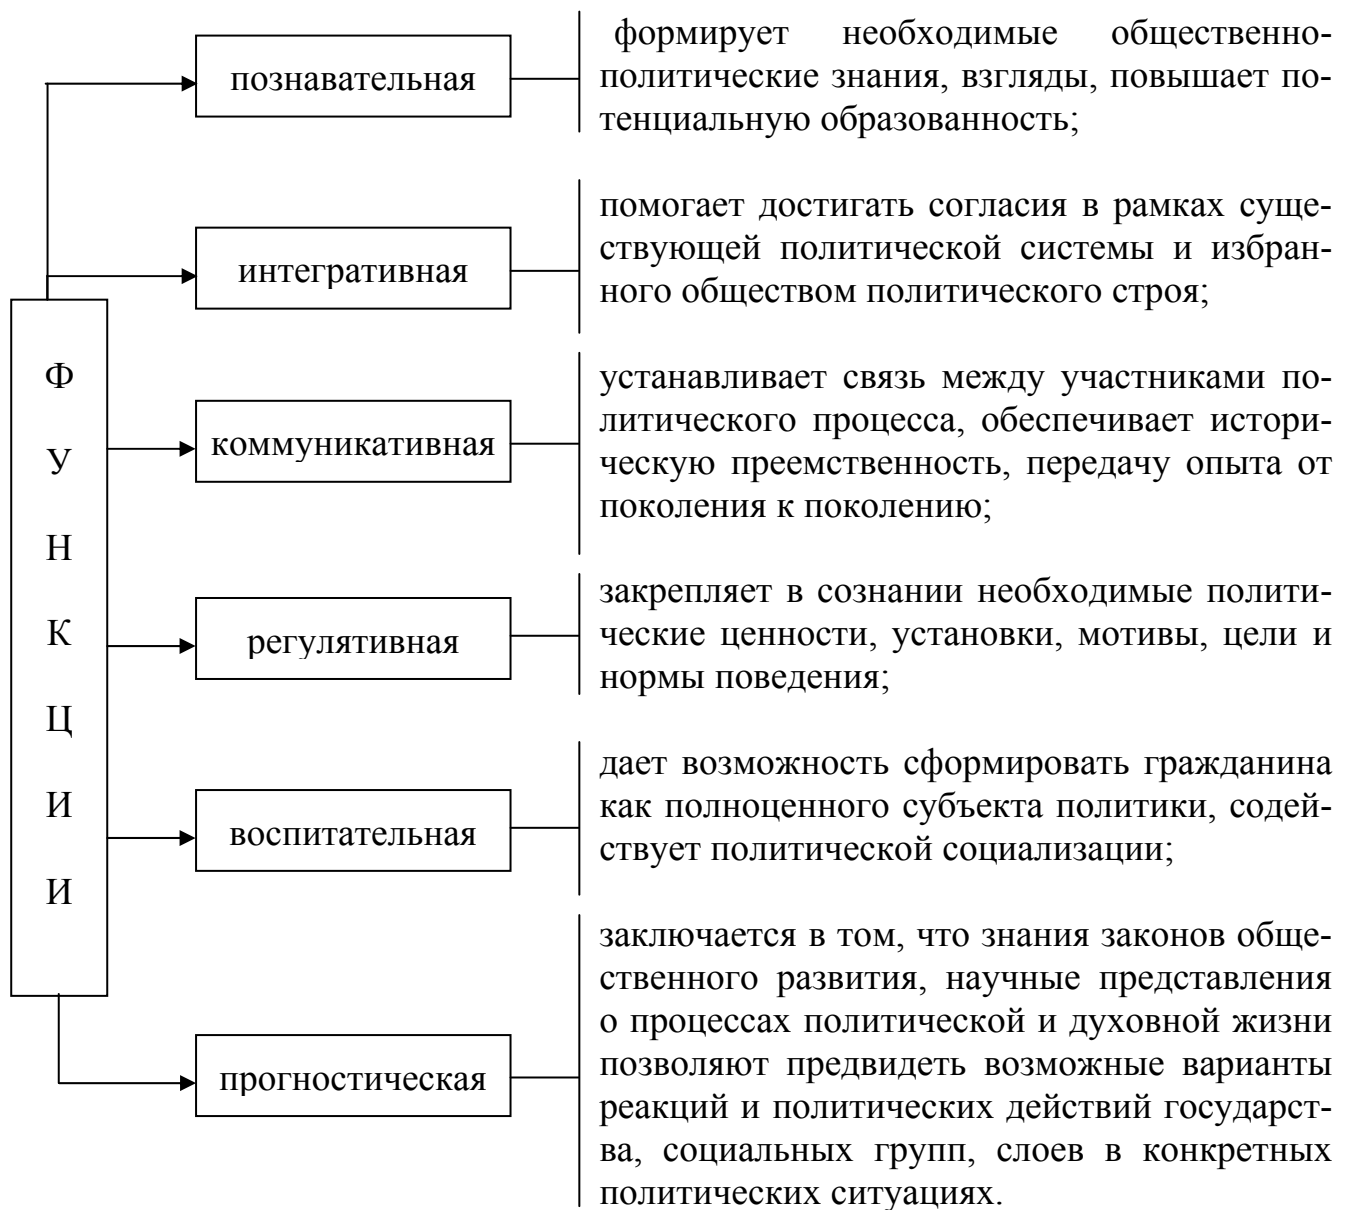 познавательная
формирует необходимые общественно-
политические знания, взгляды, повышает по-
тенциальную образованность;
интегративная
помогает достигать согласия в рамках суще-
ствующей политической системы и избран-
ного обществом политического строя;
Ф
У
Н
К
Ц
И
И
коммуникативная
устанавливает связь между участниками по-
литического процесса, обеспечивает истори-
ческую преемственность, передачу опыта от
поколения к поколению;
регулятивная
закрепляет в сознании необходимые полити-
ческие ценности, установки, мотивы, цели и
нормы поведения;
воспитательная
дает возможность сформировать гражданина
как полноценного субъекта политики, содей-
ствует политической социализации;
прогностическая
заключается в том, что знания законов обще-
ственного развития, научные представления
о процессах политической и духовной жизни
позволяют предвидеть возможные варианты
реакций и политических действий государст-
ва, социальных групп, слоев в конкретных
политических ситуациях.